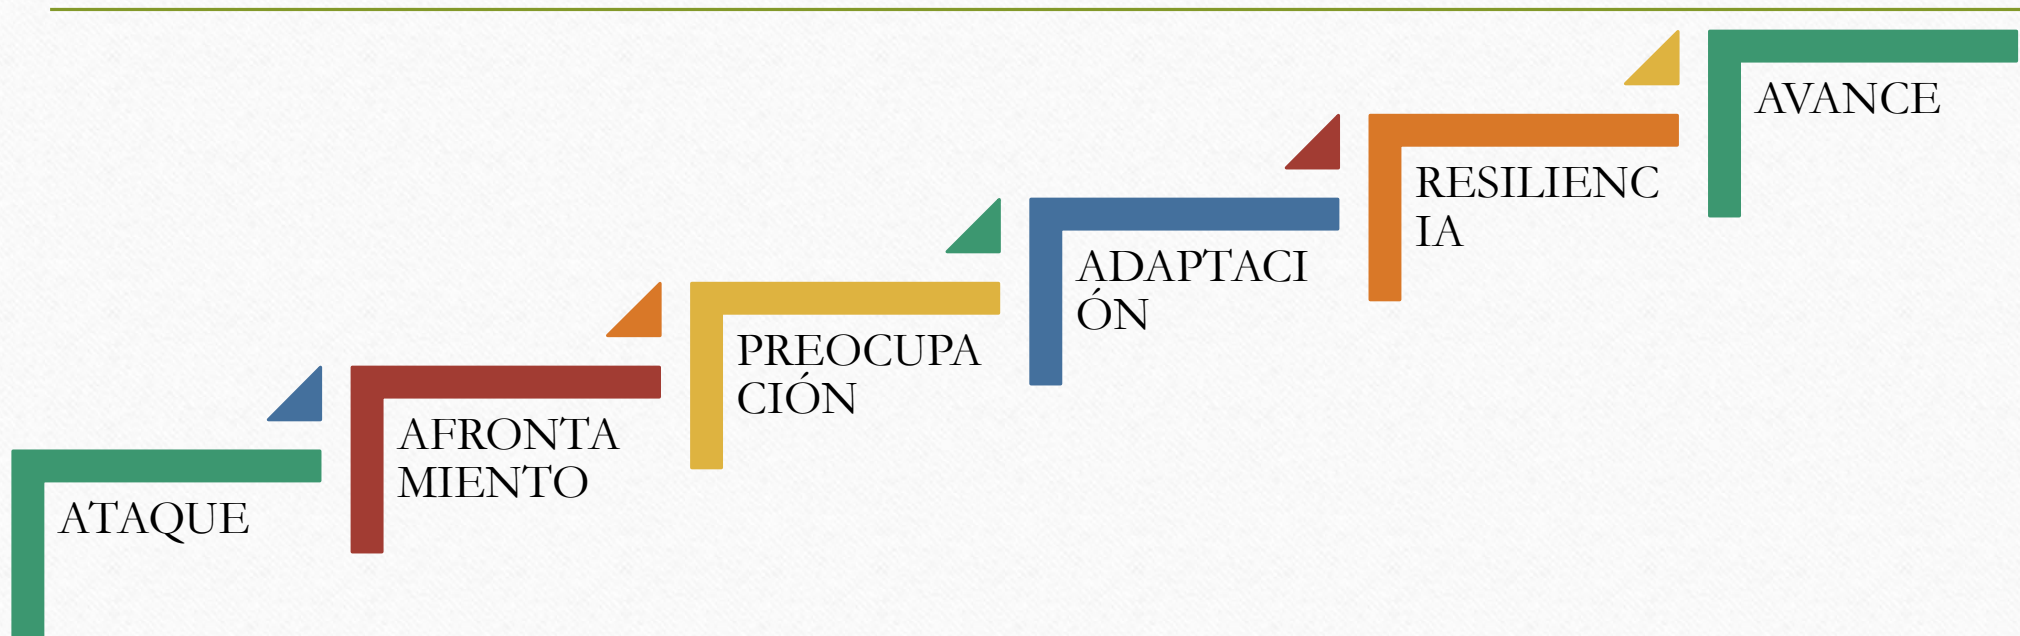 ATAQUE
AFRONTA
MIENTO
PREOCUPA
CIÓN
ADAPTACI
ÓN
RESILIENC
IA
AVANCE